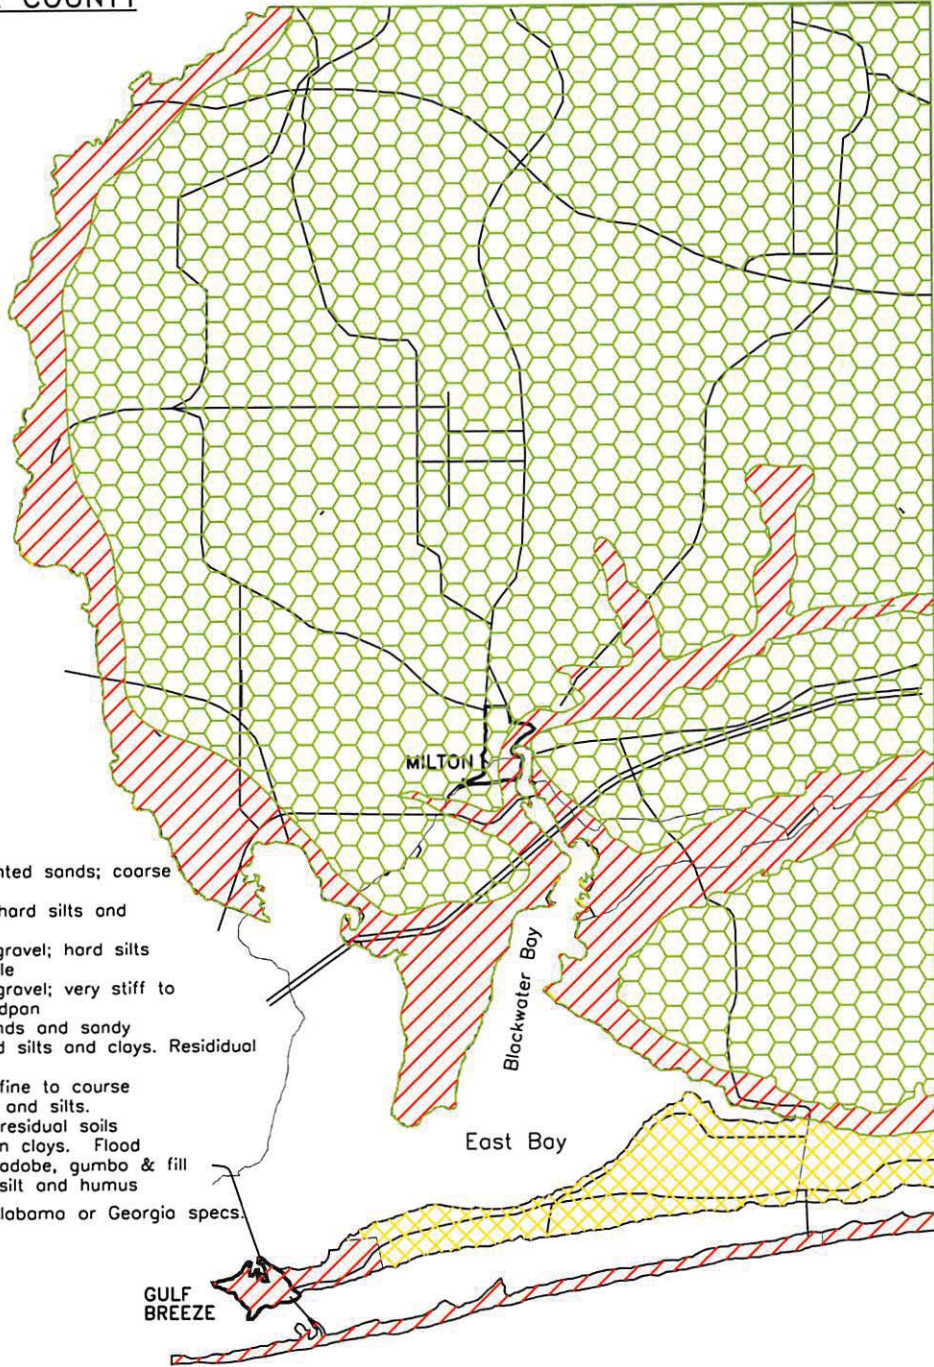 COUNTY
MILTON
nted sands; coarse
hard silts and
gravel; hard silts
le
gravel; very stiff to
dpan
nds and sandy
d silts and clays. Resididual
fine to course
and silts.
residual soils
n clays. Flood
adobe, gumbo & fill
silt and humus
labama or Georgia specs.
Blackwater Bay
East Bay
GULF
BREEZE